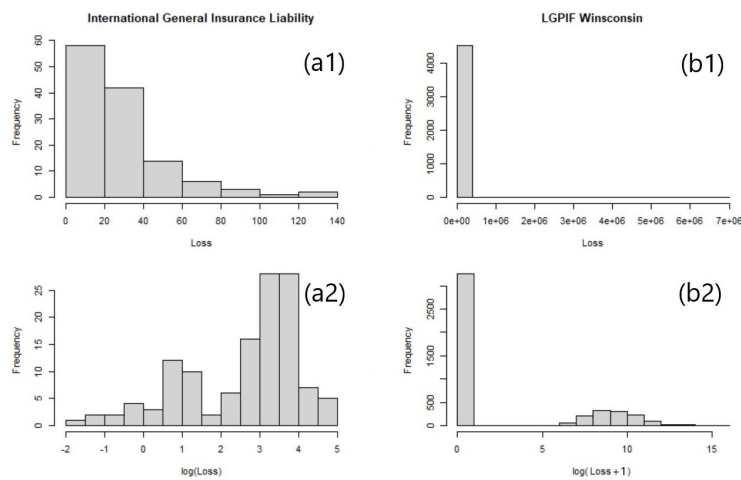 International General Insurance Liability
(a1)
Frequency
60
50
40
30
20
10
0
0 20 40 60 80 100 120 140
Loss
LGPIF Winsconsin
(b1)
Frequency
4000
3000
2000
1000
0
0e+00 1e+06 2e+06 3e+06 4e+06 5e+06 6e+06 7e+06
Loss
(a2)
Frequency
25
20
15
10
5
0
-2 -1 0 1 2 3 4 5
log(Loss)
(b2)
Frequency
2500
1500
500
0
0 5 10 15
log( Loss + 1)